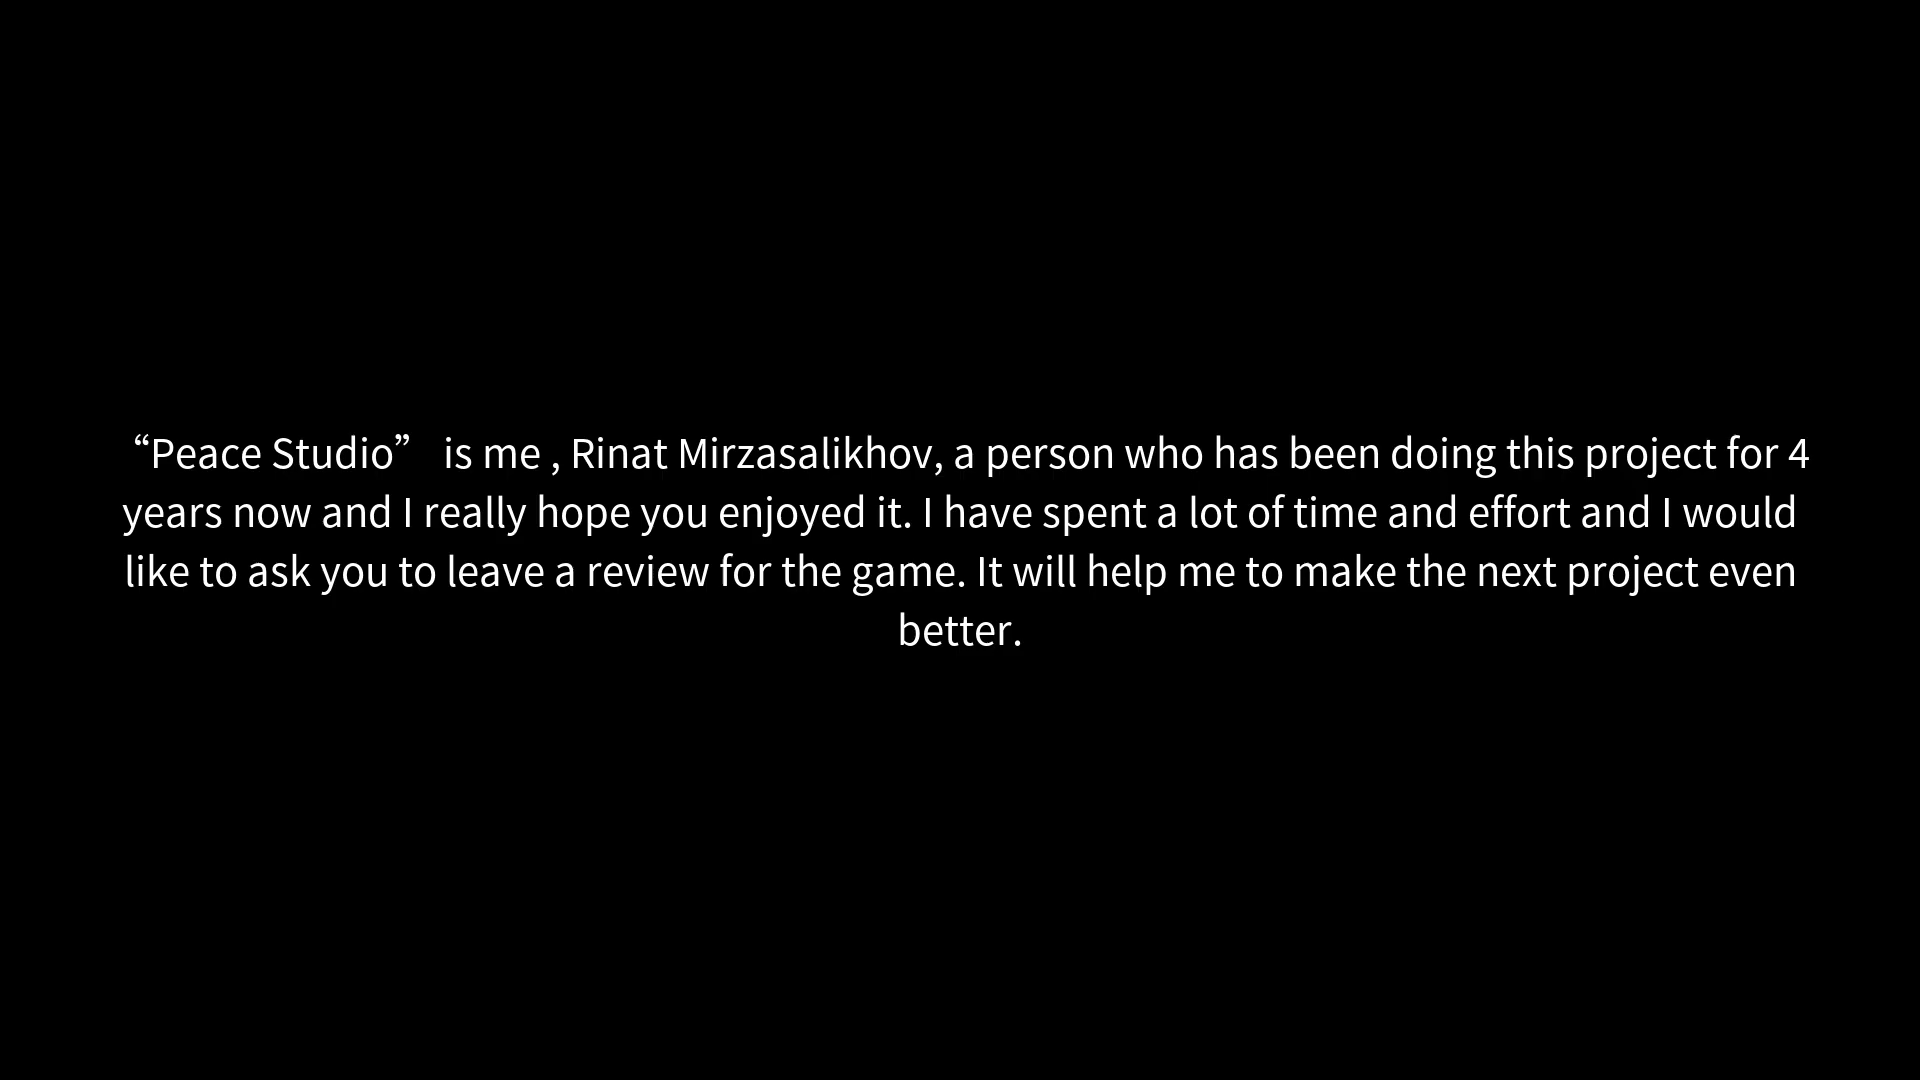 “Peace Studio” is me , Rinat Mirzasalikhov, a person who has been doing this project for 4
years now and I really hope you enjoyed it. I have spent a lot of time and effort and I would
like to ask you to leave a review for the game. It will help me to make the next project even
better.